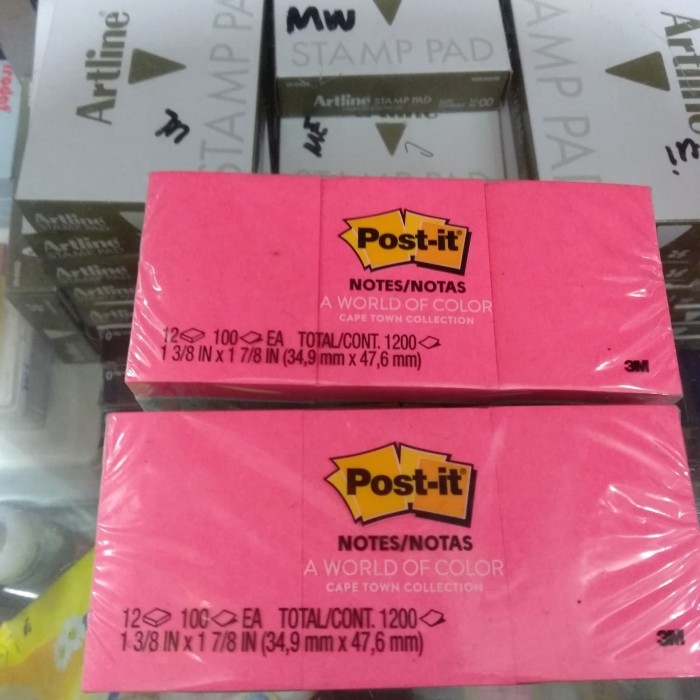 Artline
STAMP PA
MW
STAMP PAD
Artline STAMP PAD
STAMP PAD
AMP PAD
Artline
Artline
Artline
Artline
Artline
Post-it
NOTES/NOTAS
A WORLD OF COLOR
CAPE TOWN COLLECTION
12 100 EA TOTAL/CONT. 1200
1 3/8 IN x 1 7/8 IN (34,9 mm x 47,6 mm)
3M
Post-it
NOTES/NOTAS
A WORLD OF COLOR
CAPE TOWN COLLECTION
12 100 EA TOTAL/CONT. 1200
1 3/8 IN x 1 7/8 IN (34,9 mm x 47,6 mm)
3M